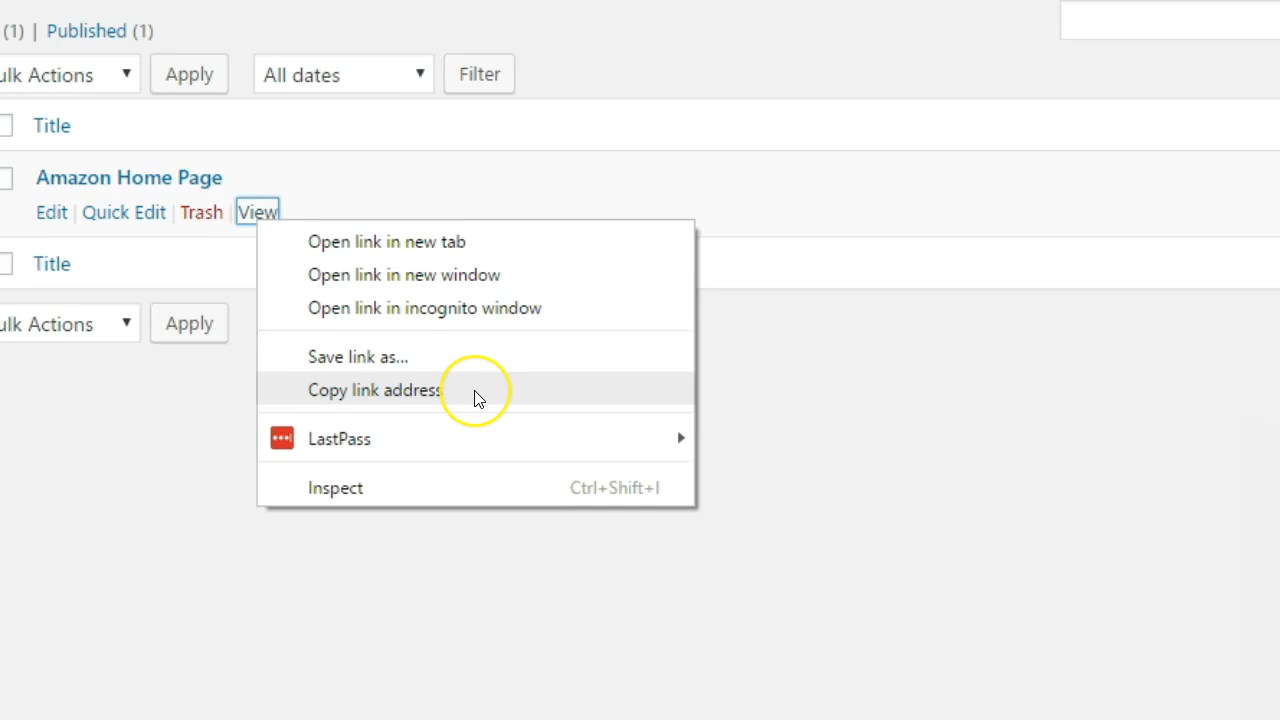 (1) | Published (1)
ulk Actions ▼ Apply All dates ▼ Filter
Title
Amazon Home Page
Edit | Quick Edit | Trash | View
Open link in new tab
Open link in new window
Open link in incognito window
Title
ulk Actions ▼ Apply
Save link as...
Copy link address
LastPass
Inspect Ctrl+Shift+I